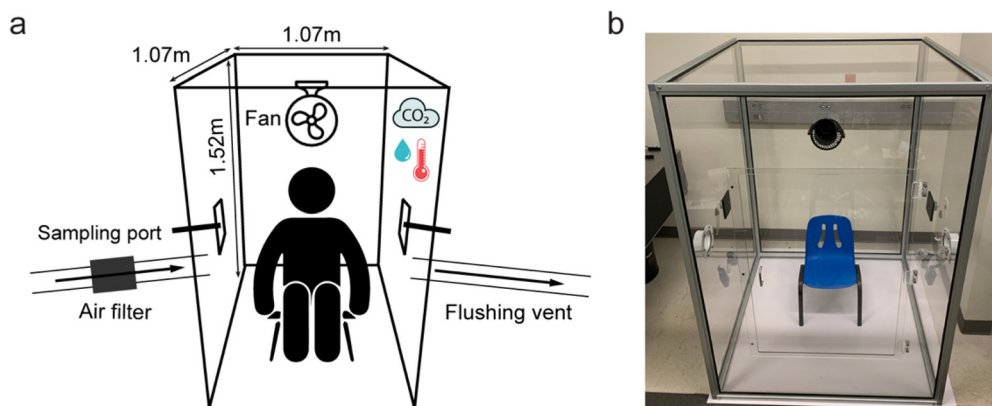 a
b
1.07m
1.07m
1.52m
Fan
CO₂
Sampling port
Air filter
Flushing vent